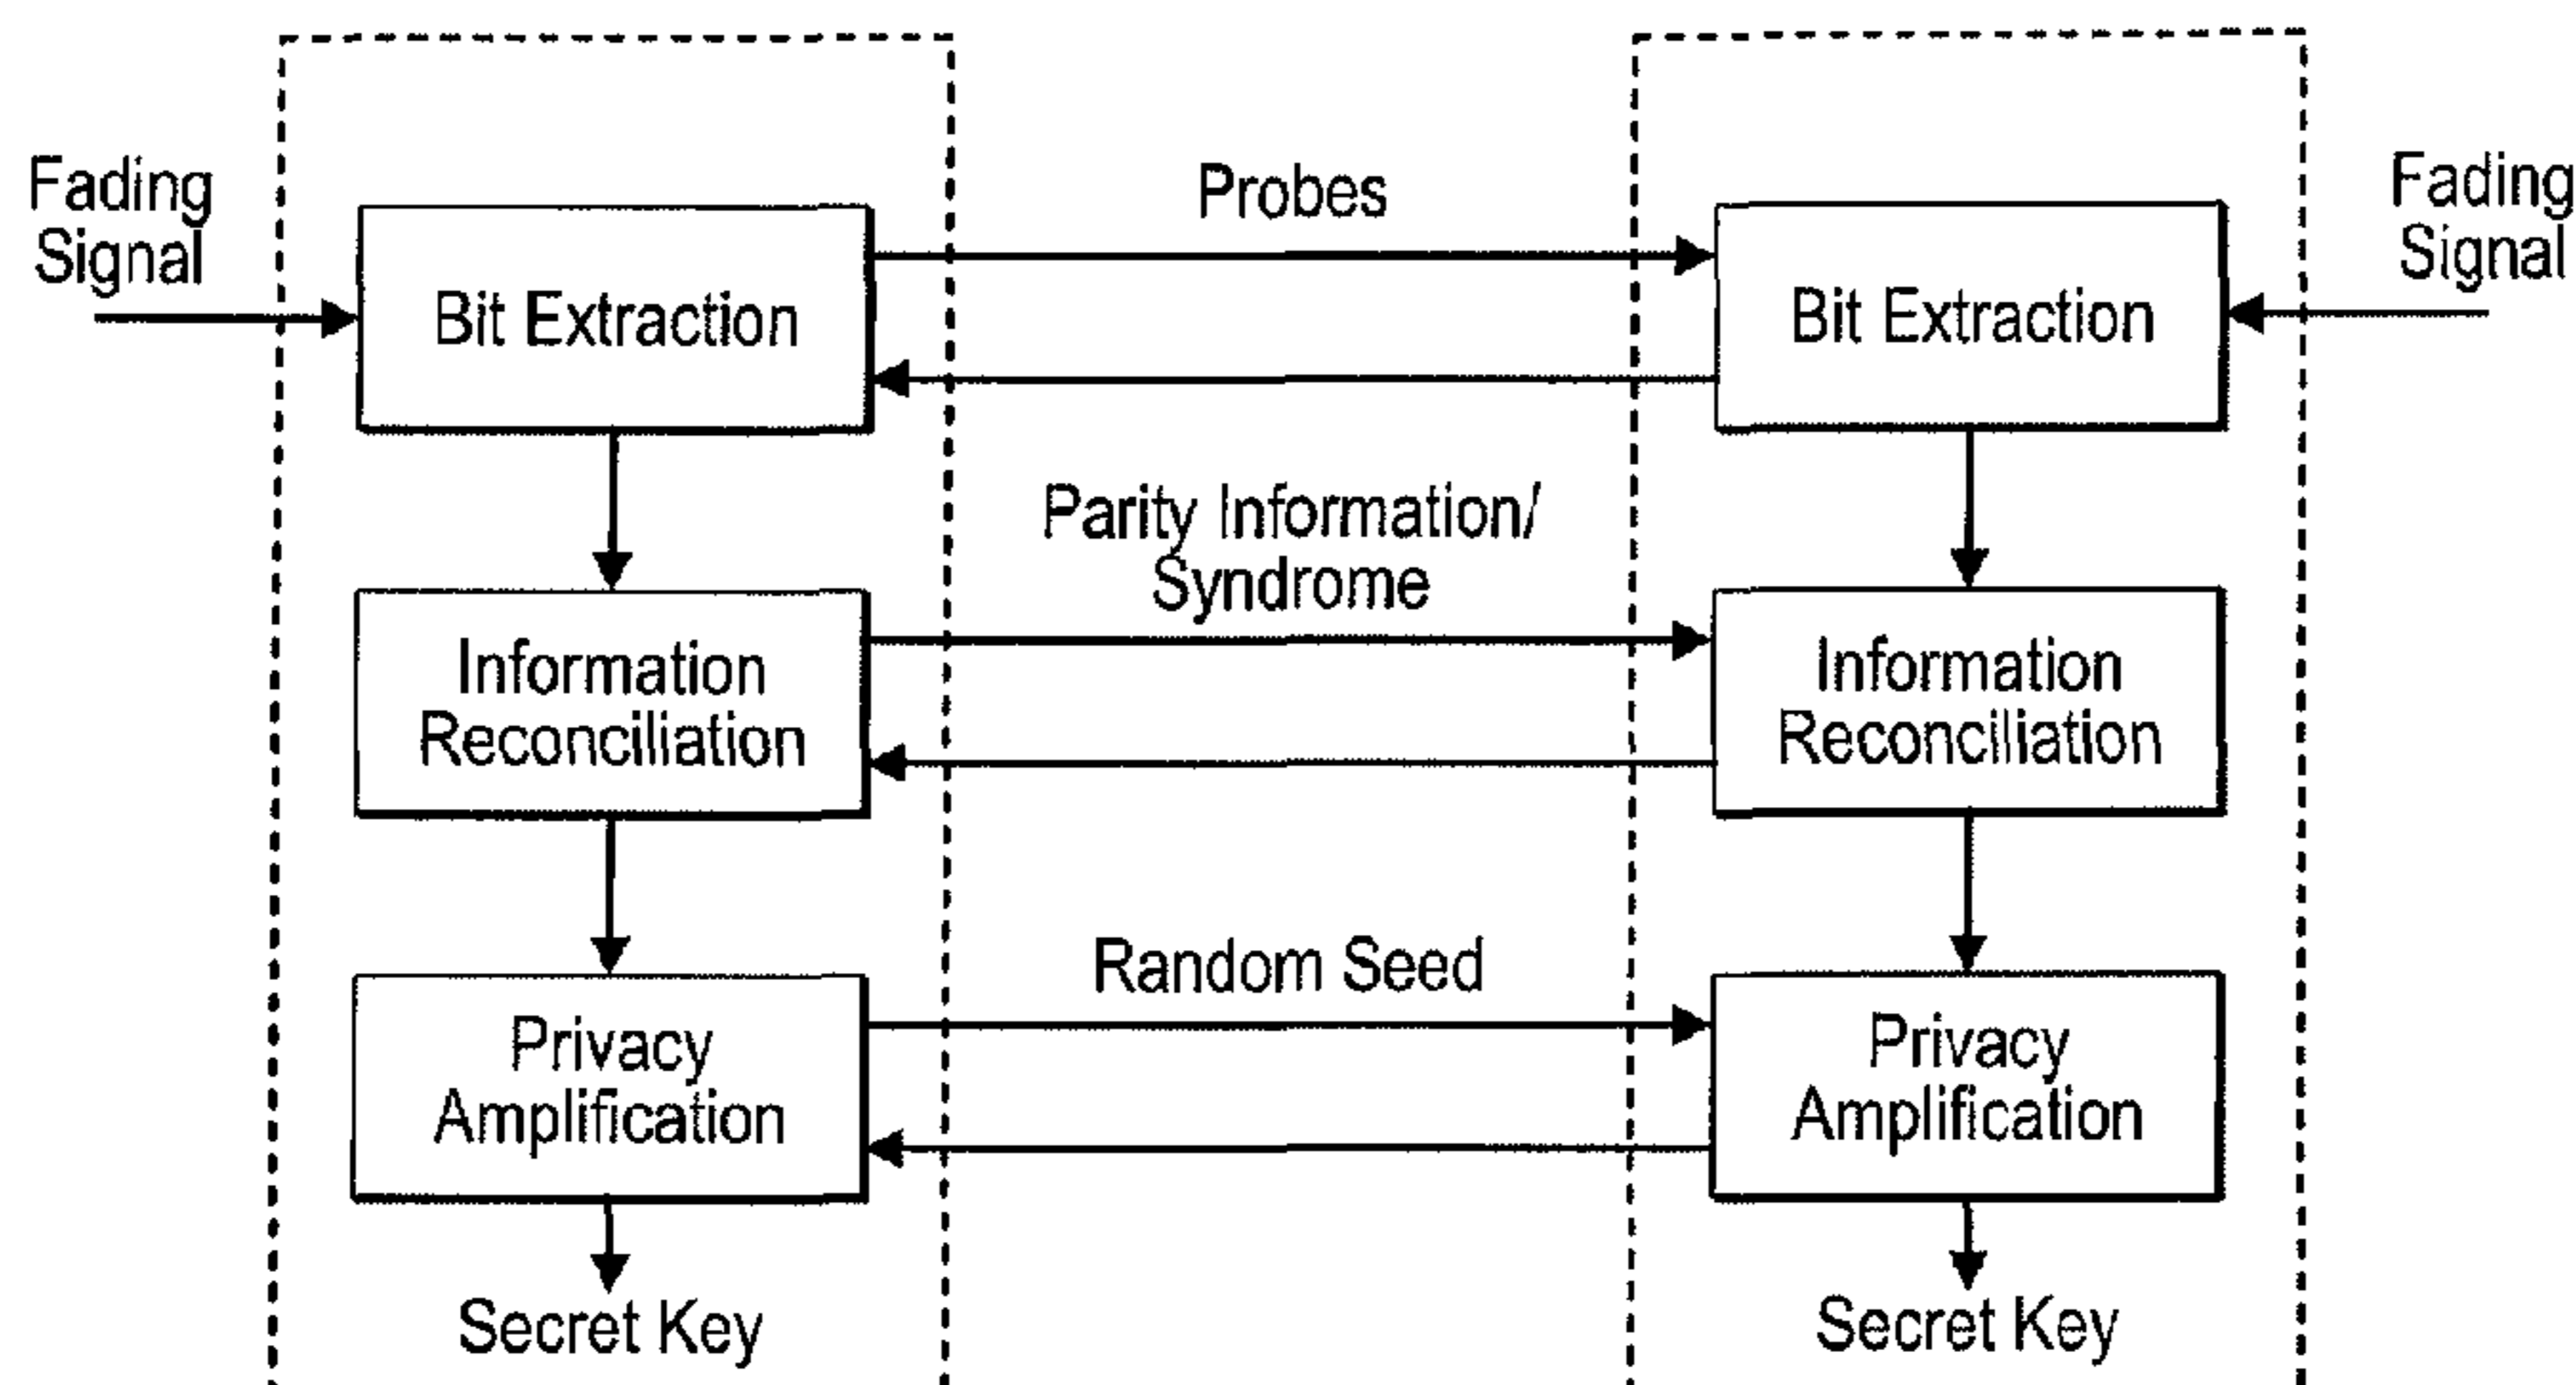 Fading
Signal
Probes
Fading
Signal
Bit Extraction
Bit Extraction
Parity Information/
Syndrome
Information
Reconciliation
Information
Reconciliation
Random Seed
Privacy
Amplification
Privacy
Amplification
Secret Key
Secret Key